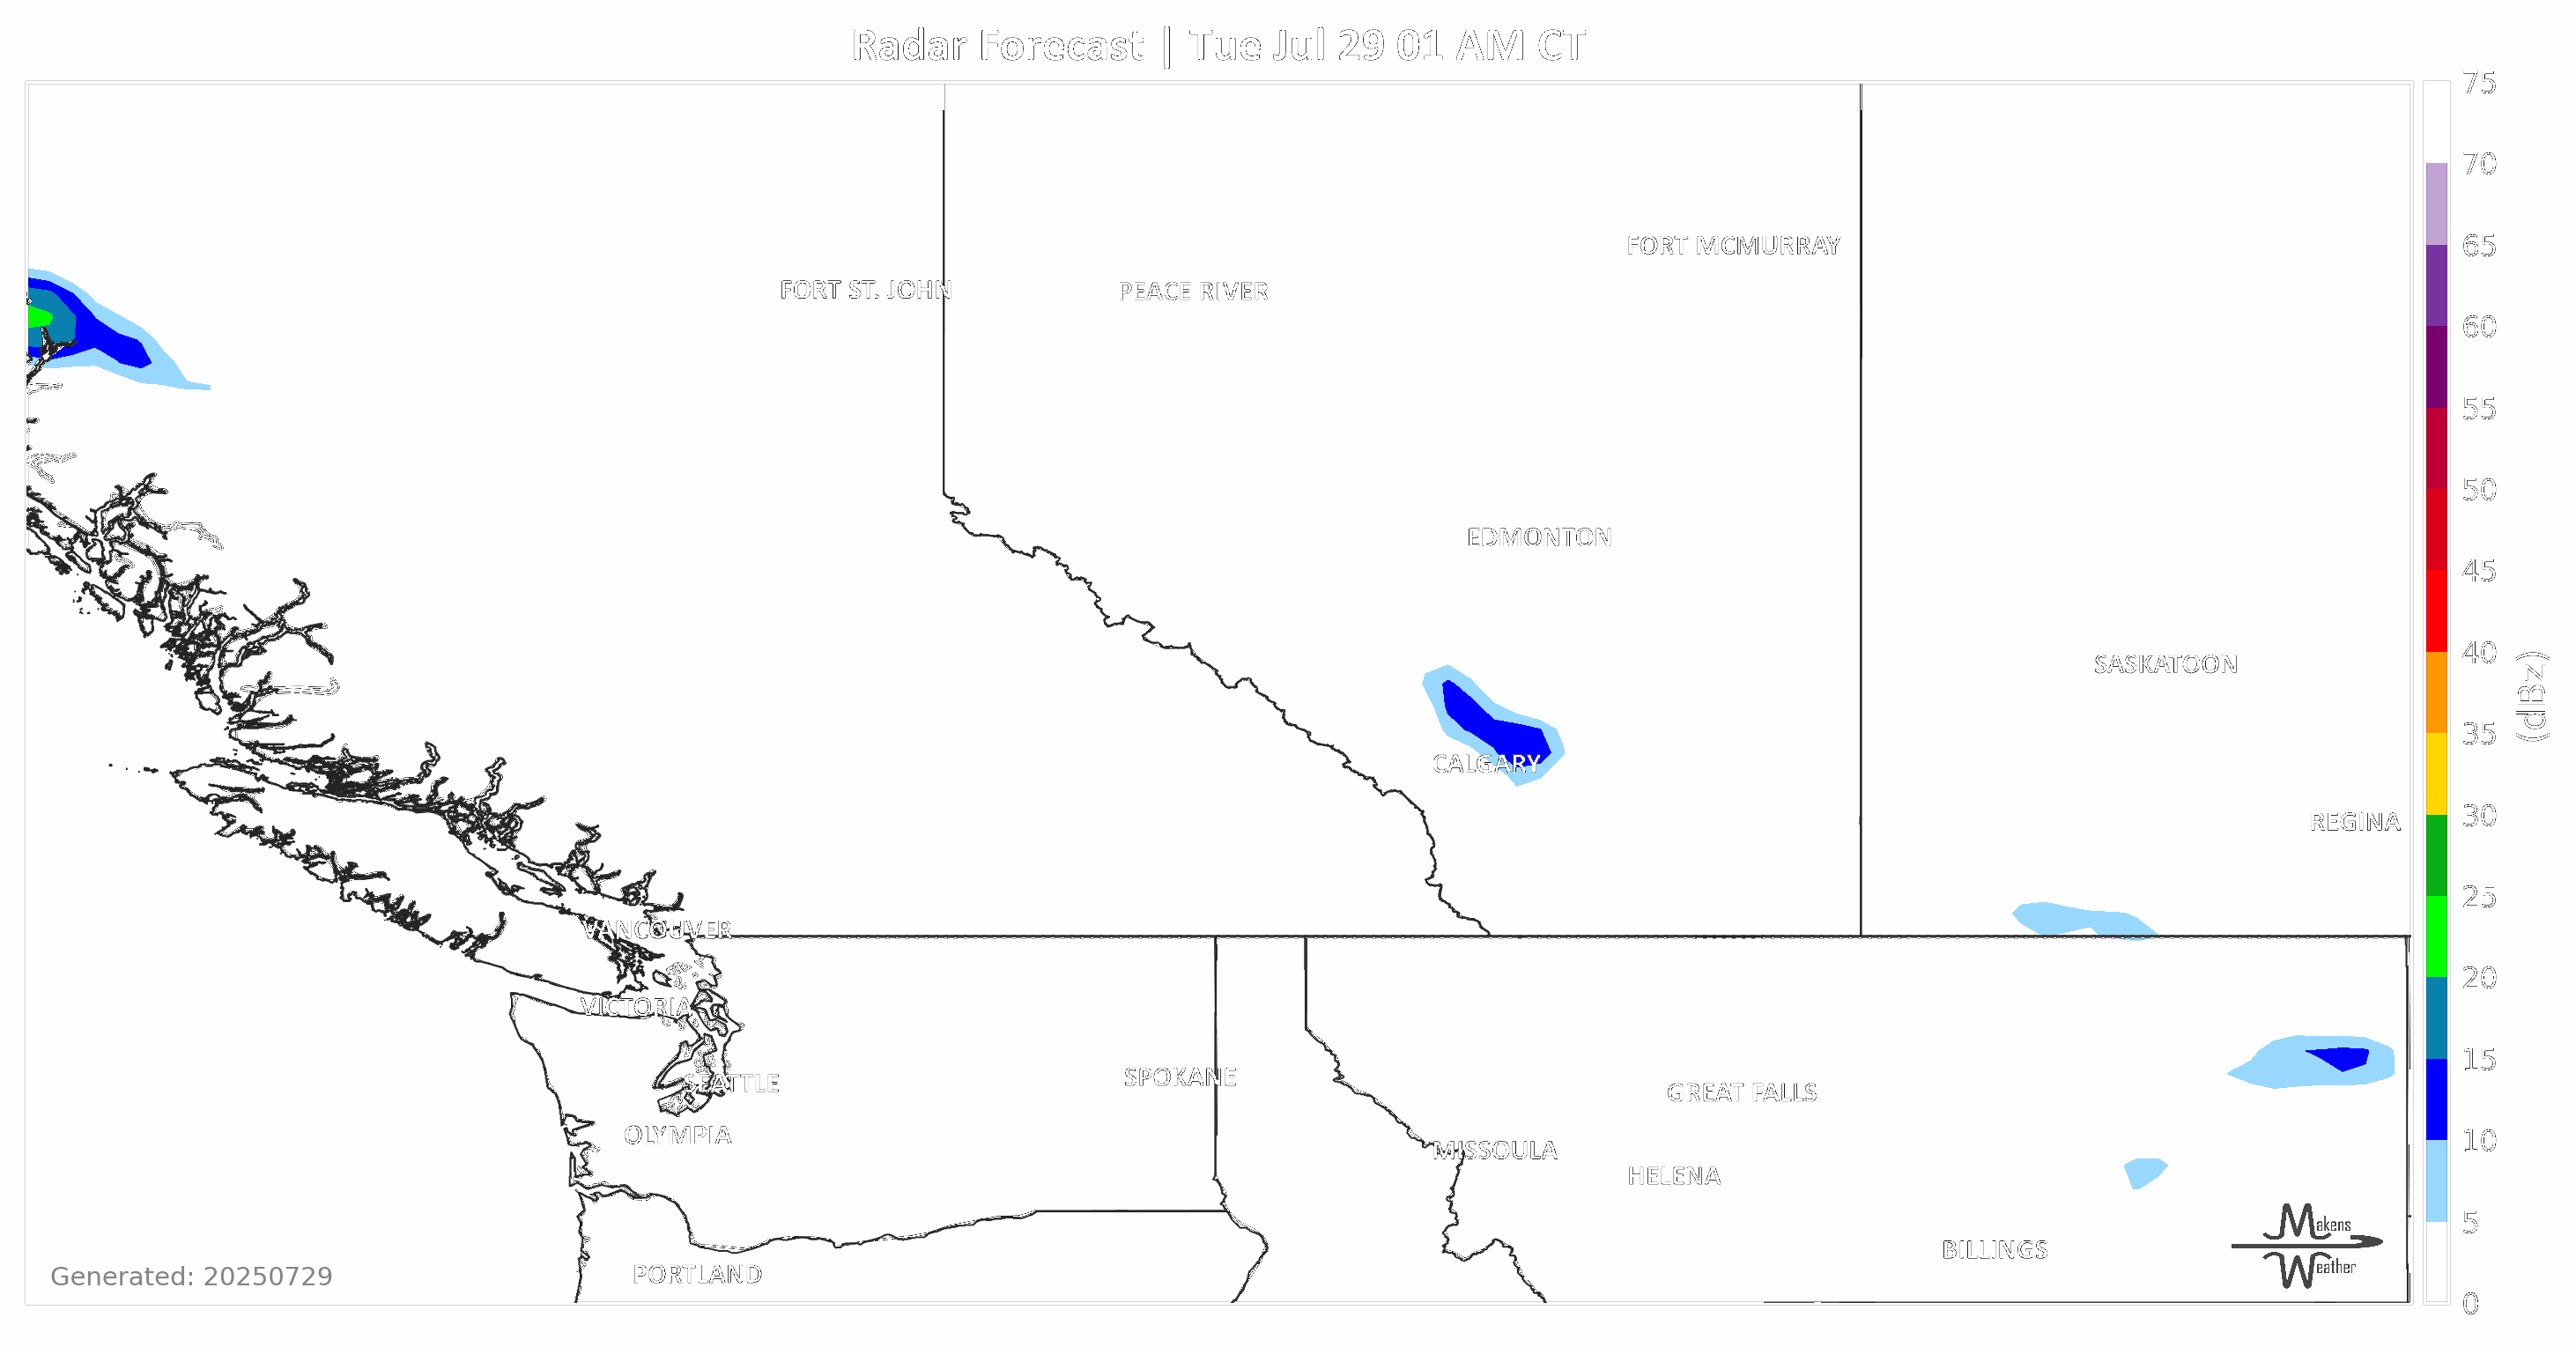 Radar Forecast | Tue Jul 29 01 AM CT
75
70
FORT MCMURRAY
65
FORT ST. JOHN
PEACE RIVER
60
55
50
EDMONTON
45
40
SASKATOON
(dBz)
35
CALGARY
30
REGINA
25
VANCOUVER
20
VICTORIA
15
SEATTLE
SPOKANE
GREAT FALLS
OLYMPIA
10
MISSOULA
HELENA
5
Makens
Weather
BILLINGS
PORTLAND
Generated: 20250729
0